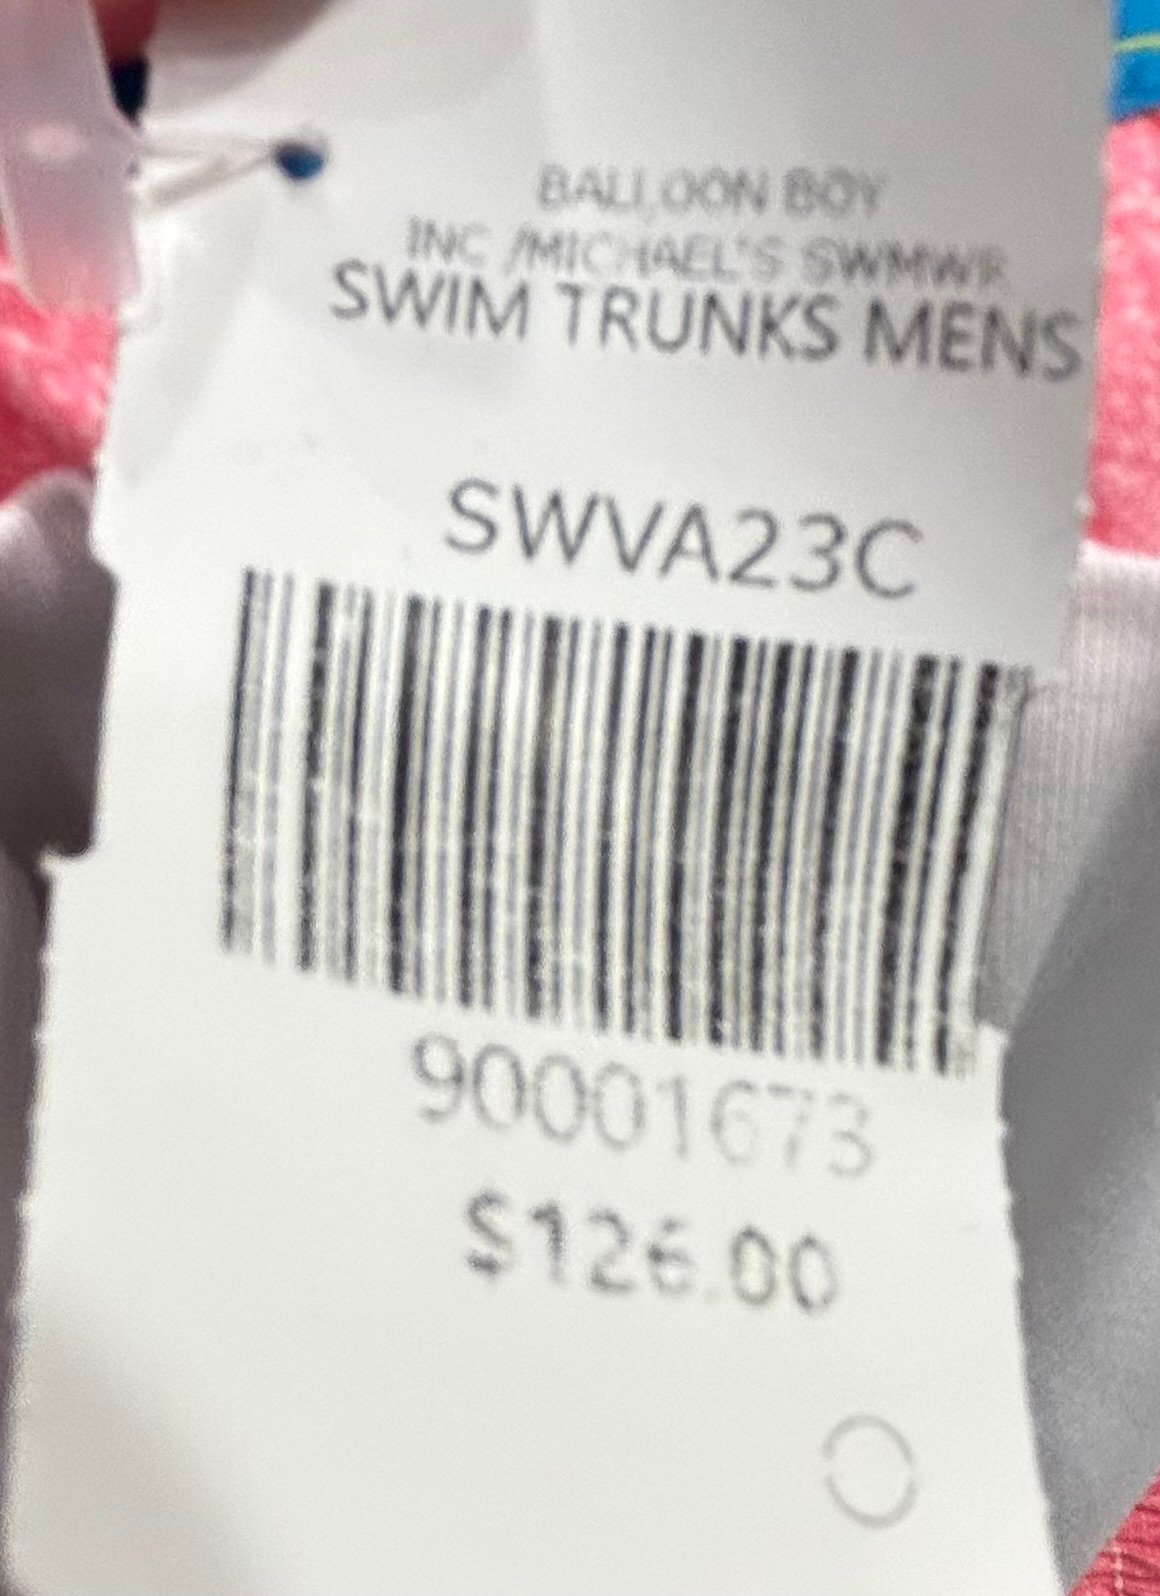 BALLOON BOY
INC /MICHAEL'S SWMWR
SWIM TRUNKS MENS
SWVA23C
90001673
$126.00